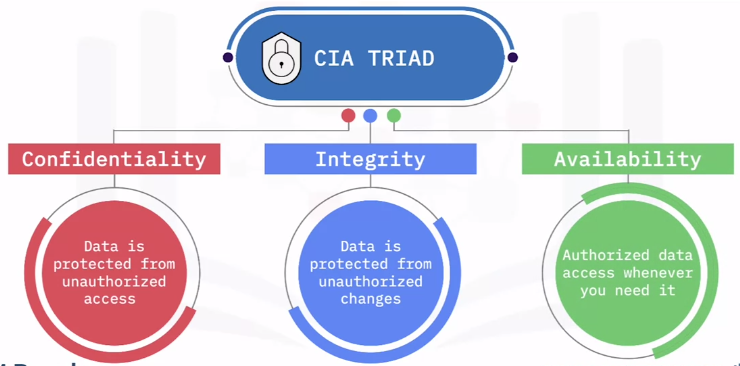 CIA TRIAD
Confidentiality
Integrity
Availability
Data is
protected from
unauthorized
access
Data is
protected from
unauthorized
changes
Authorized data
access whenever
you need it